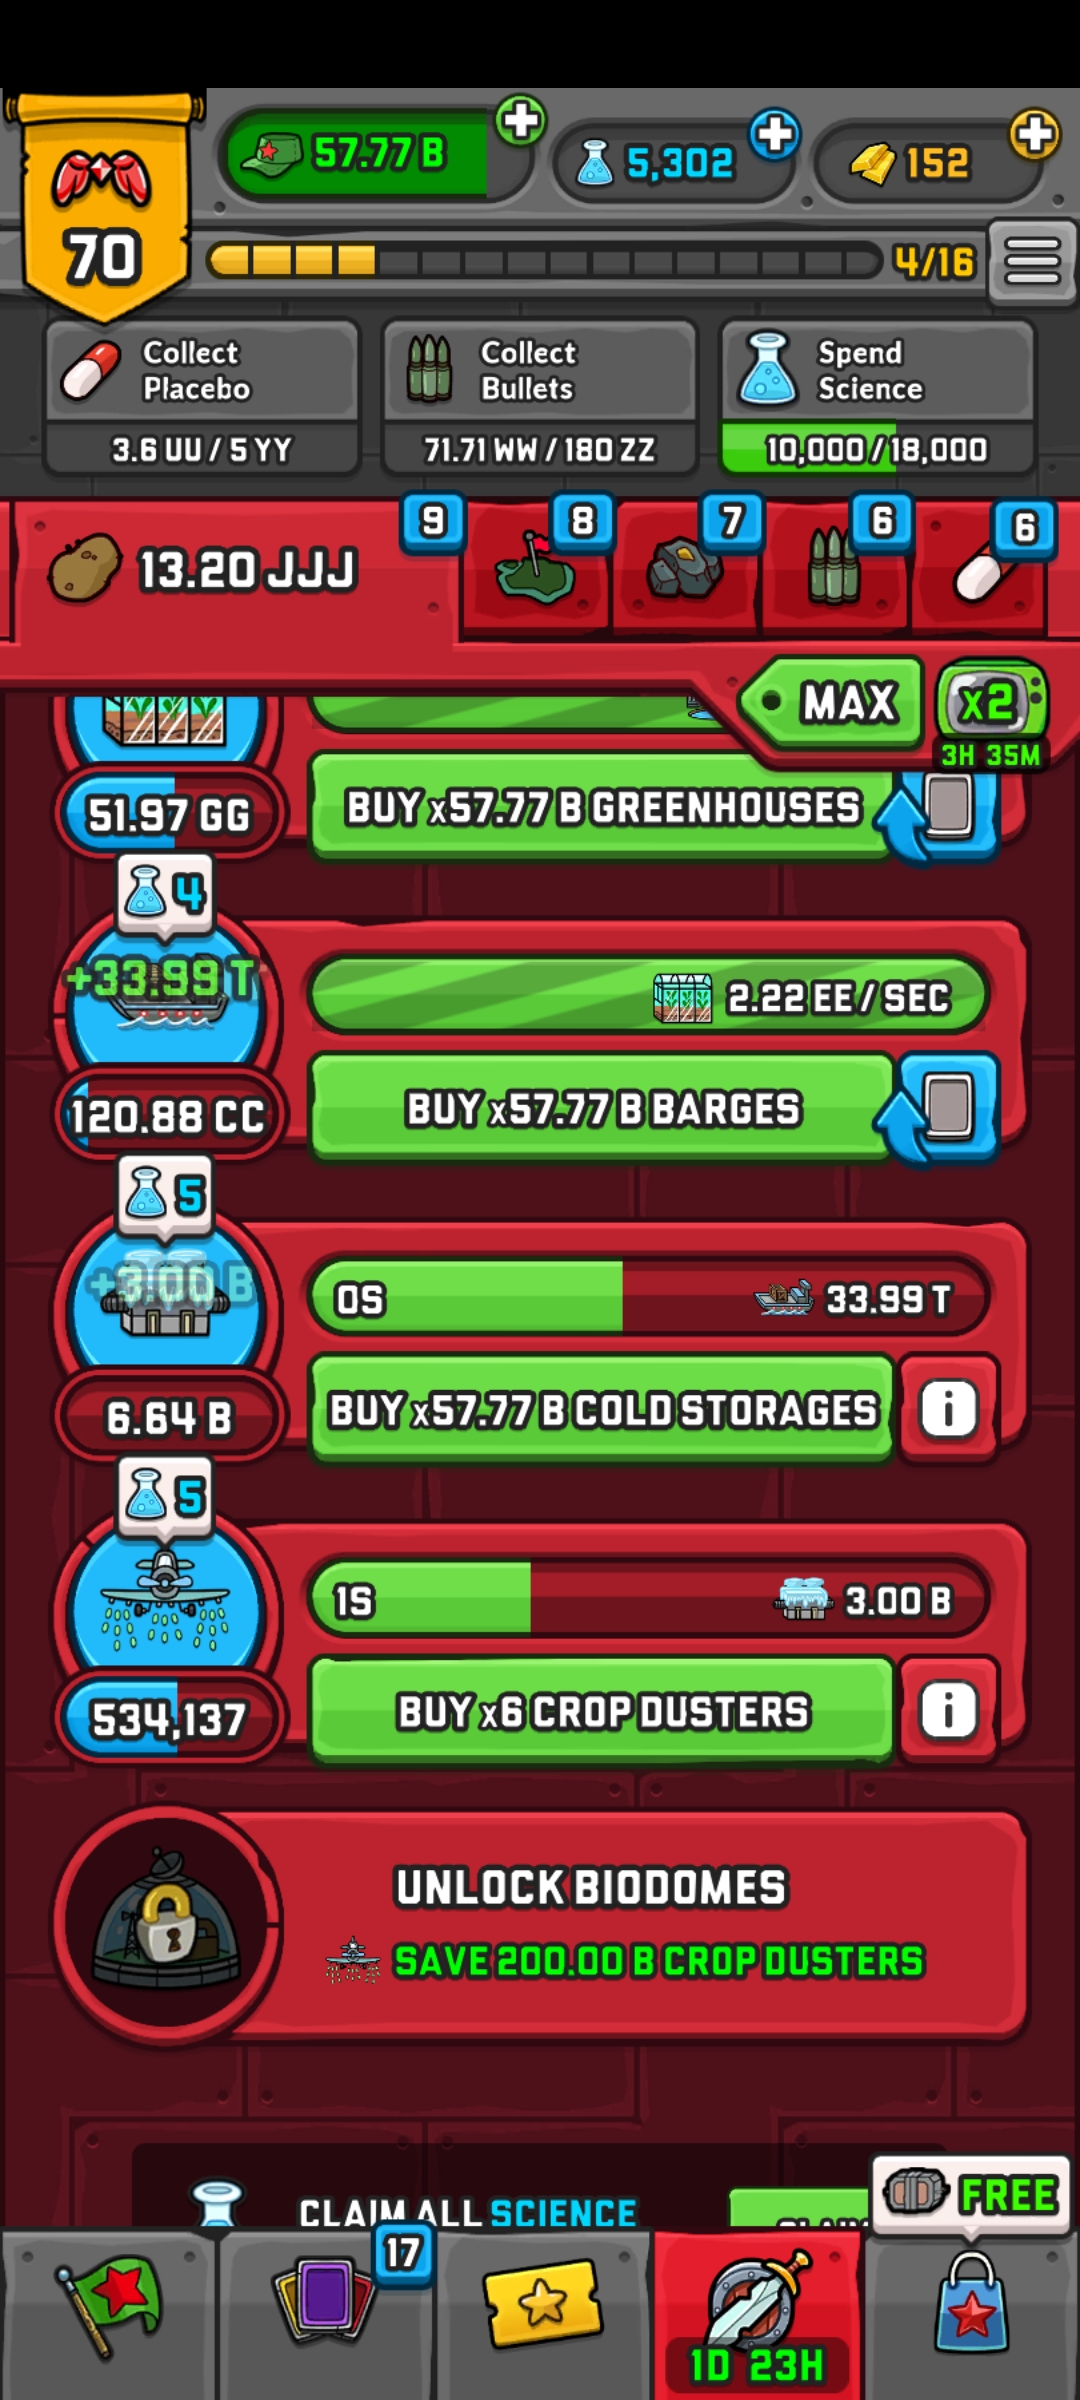 57.77 B
5,302
152
70
4/16
Collect
Placebo
3.6 UU / 5 YY
Collect
Bullets
71.71 WW / 180 ZZ
Spend
Science
10,000 / 18,000
13.20 JJJ
9
8
7
6
6
MAX
x2
3H 35M
51.97 GG
BUY x57.77 B GREENHOUSES
4
+33.99 T
2.22 EE / SEC
120.88 CC
BUY x57.77 B BARGES
5
+3.00 B
0S
33.99 T
6.64 B
BUY x57.77 B COLD STORAGES
i
5
1S
3.00 B
534,137
BUY x6 CROP DUSTERS
i
UNLOCK BIODOMES
SAVE 200.00 B CROP DUSTERS
CLAIM ALL SCIENCE
FREE
17
1D 23H